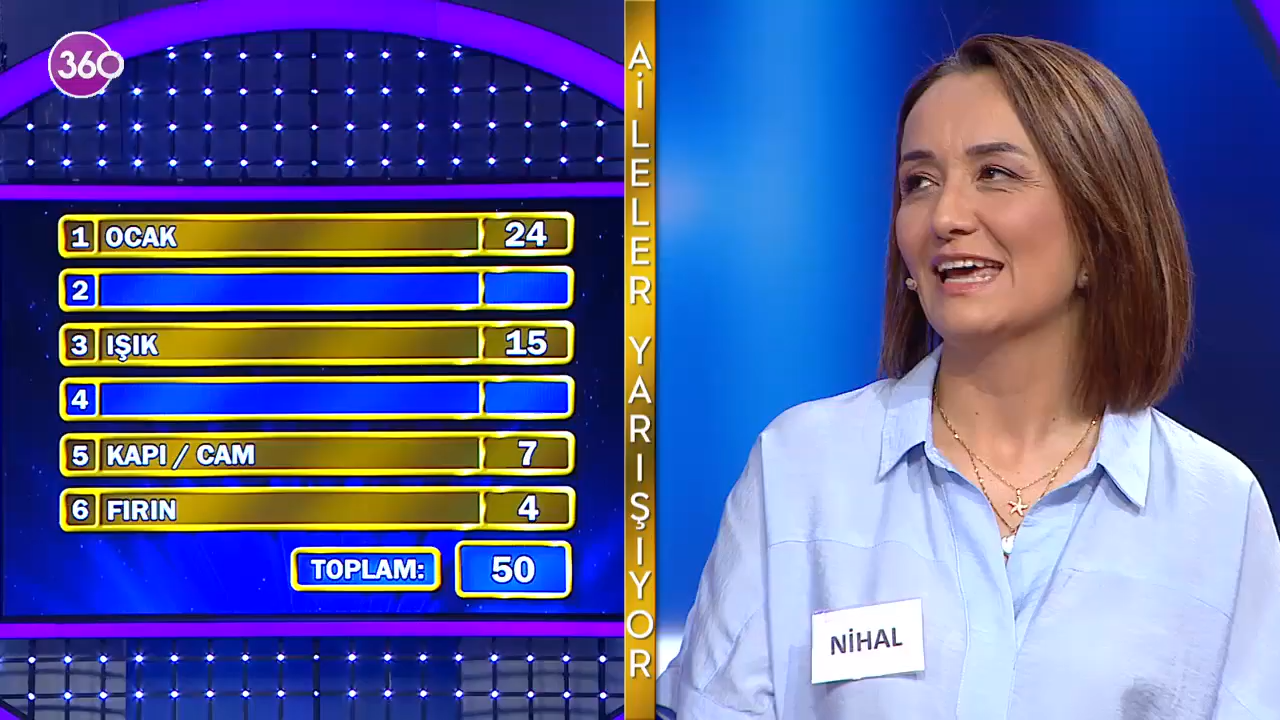 360
1 OCAK 24
2
3 IŞIK 15
4
5 KAPI / CAM 7
6 FIRIN 4
TOPLAM: 50
AİLELER YARIŞIYOR
NİHAL